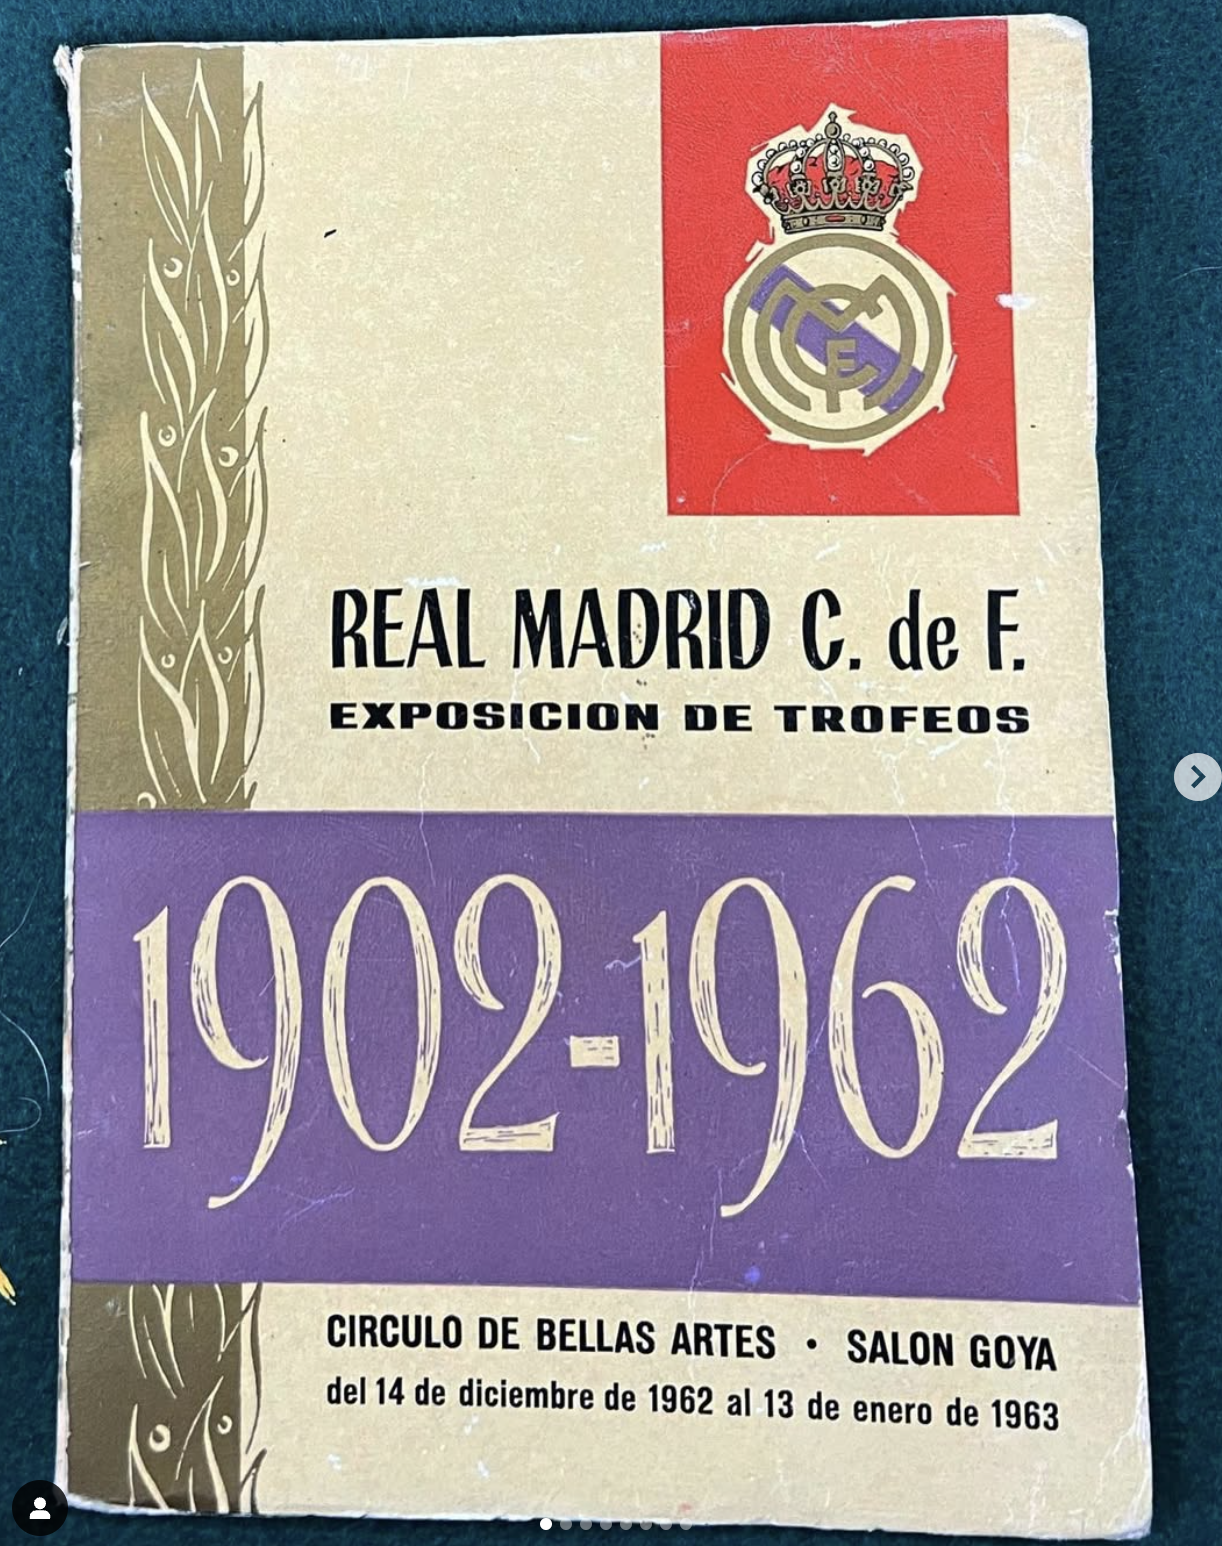 REAL MADRID C. de F.
EXPOSICION DE TROFEOS
1902-1962
CIRCULO DE BELLAS ARTES • SALON GOYA
del 14 de diciembre de 1962 al 13 de enero de 1963